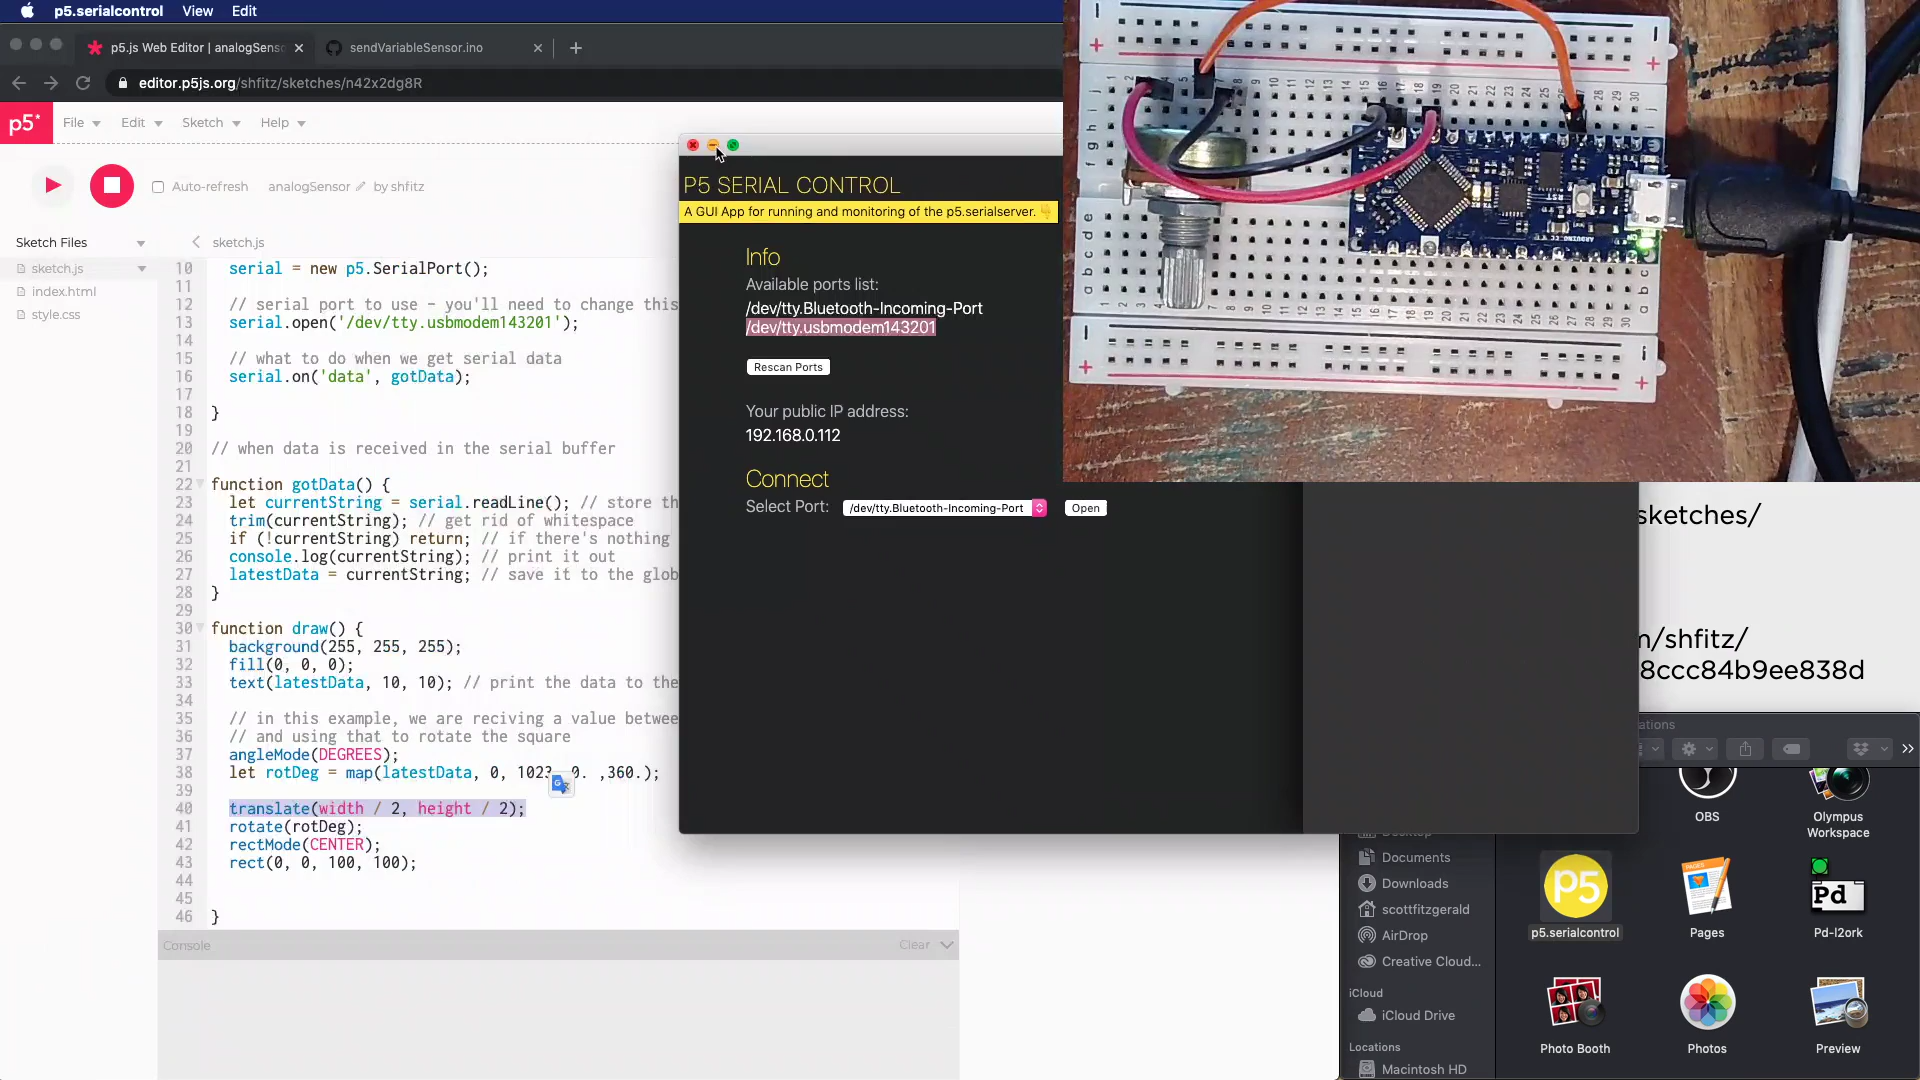 p5.serialcontrol View Edit
p5.js Web Editor | analogSenso
sendVariableSensor.ino
editor.p5js.org/shfitz/sketches/n42x2dg8R
p5*
File
Edit
Sketch
Help
Auto-refresh
analogSensor
by shfitz
Sketch Files
sketch.js
sketch.js
index.html
style.css
10 serial = new p5.SerialPort();
11
12 // serial port to use - you'll need to change this
13 serial.open('/dev/tty.usbmodem143201');
14
15 // what to do when we get serial data
16 serial.on('data', gotData);
17
18 }
19
20 // when data is received in the serial buffer
21
22 function gotData() {
23 let currentString = serial.readLine(); // store th
24 trim(currentString); // get rid of whitespace
25 if (!currentString) return; // if there's nothing
26 console.log(currentString); // print it out
27 latestData = currentString; // save it to the glob
28 }
29
30 function draw() {
31 background(255, 255, 255);
32 fill(0, 0, 0);
33 text(latestData, 10, 10); // print the data to the
34
35 // in this example, we are reciving a value betwee
36 // and using that to rotate the square
37 angleMode(DEGREES);
38 let rotDeg = map(latestData, 0, 1023 0. ,360.);
39
40 translate(width / 2, height / 2);
41 rotate(rotDeg);
42 rectMode(CENTER);
43 rect(0, 0, 100, 100);
44
45
46 }
Console
Clear
P5 SERIAL CONTROL
A GUI App for running and monitoring of the p5.serialserver.
Info
Available ports list:
/dev/tty.Bluetooth-Incoming-Port
/dev/tty.usbmodem143201
Rescan Ports
Your public IP address:
192.168.0.112
Connect
Select Port:
/dev/tty.Bluetooth-Incoming-Port
Open
sketches/
m/shfitz/
8ccc84b9ee838d
ations
Desktop
Documents
Downloads
scottfitzgerald
AirDrop
Creative Cloud...
iCloud
iCloud Drive
Locations
Macintosh HD
OBS
Olympus
Workspace
p5
p5.serialcontrol
PAGES
Pages
Pd
Pd-l2ork
Photo Booth
Photos
Preview